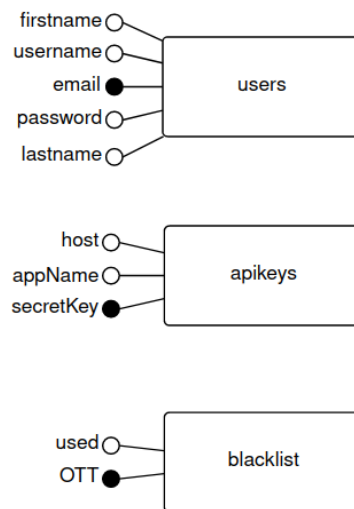 firstname
username
email
password
lastname
users
host
appName
secretKey
apikeys
used
OTT
blacklist